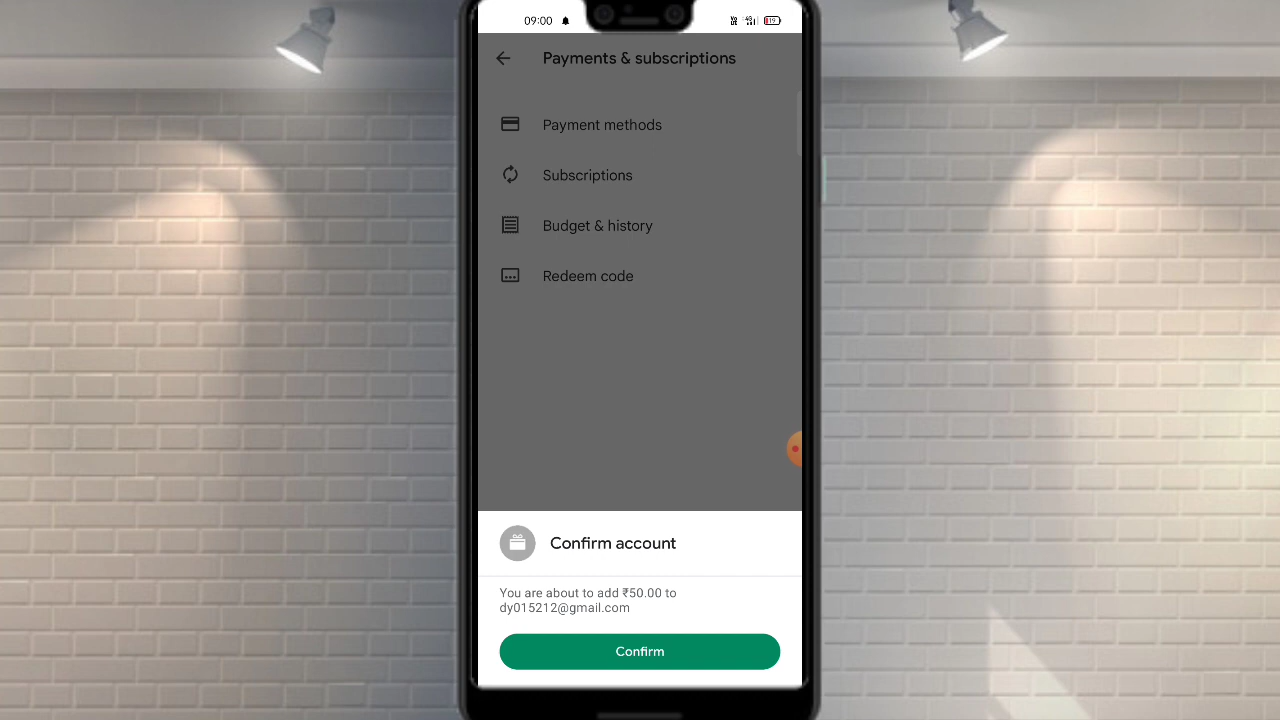 09:00
Payments & subscriptions
Payment methods
Subscriptions
Budget & history
Redeem code
Confirm account
You are about to add ₹50.00 to
dy015212@gmail.com
Confirm